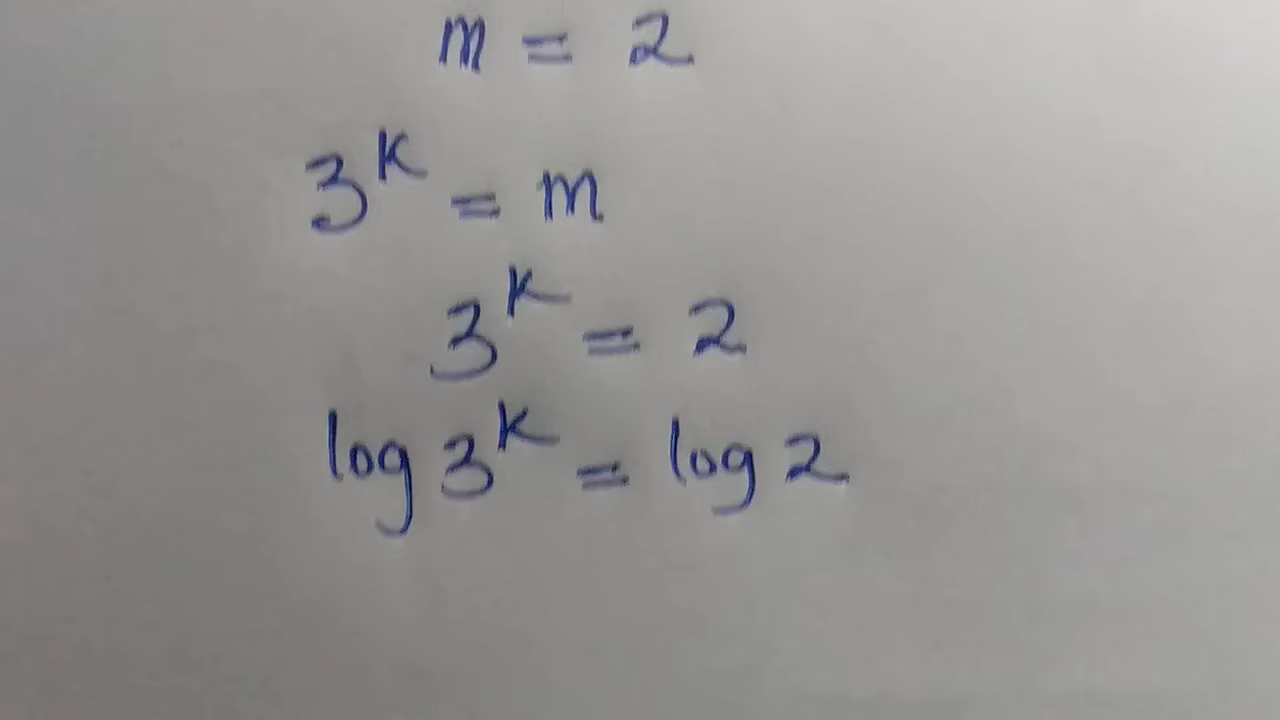 m = 2
3^k = m
3^k = 2
log 3^k = log 2